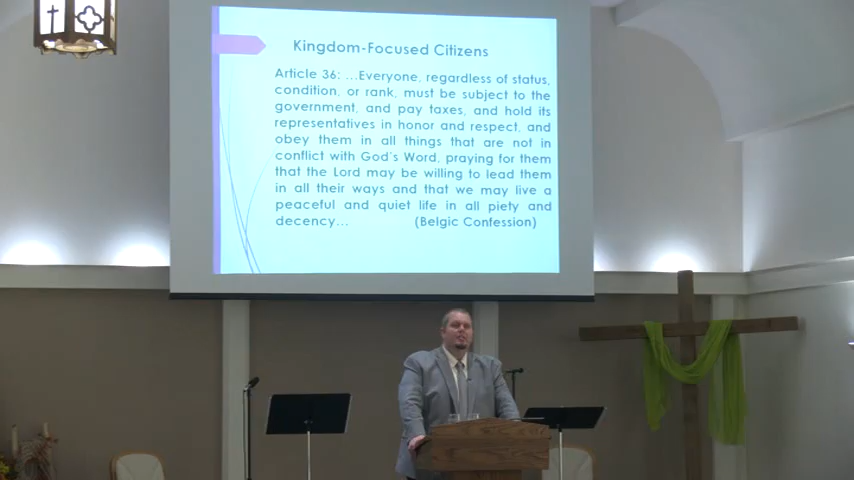 Kingdom-Focused Citizens
Article 36: ...Everyone, regardless of status,
condition, or rank, must be subject to the
government, and pay taxes, and hold its
representatives in honor and respect, and
obey them in all things that are not in
conflict with God's Word, praying for them
that the Lord may be willing to lead them
in all their ways and that we may live a
peaceful and quiet life in all piety and
decency... (Belgic Confession)